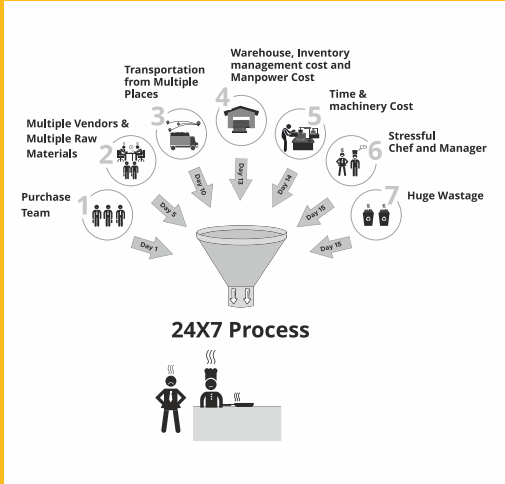 1
Purchase
Team
Day 1
2
Multiple Vendors &
Multiple Raw
Materials
Day 5
3
Transportation
from Multiple
Places
Day 10
4
Warehouse, Inventory
management cost and
Manpower Cost
Day 13
5
Time &
machinery Cost
Day 14
6
Stressful
Chef and Manager
Day 15
7
Huge Wastage
Day 15
24X7 Process